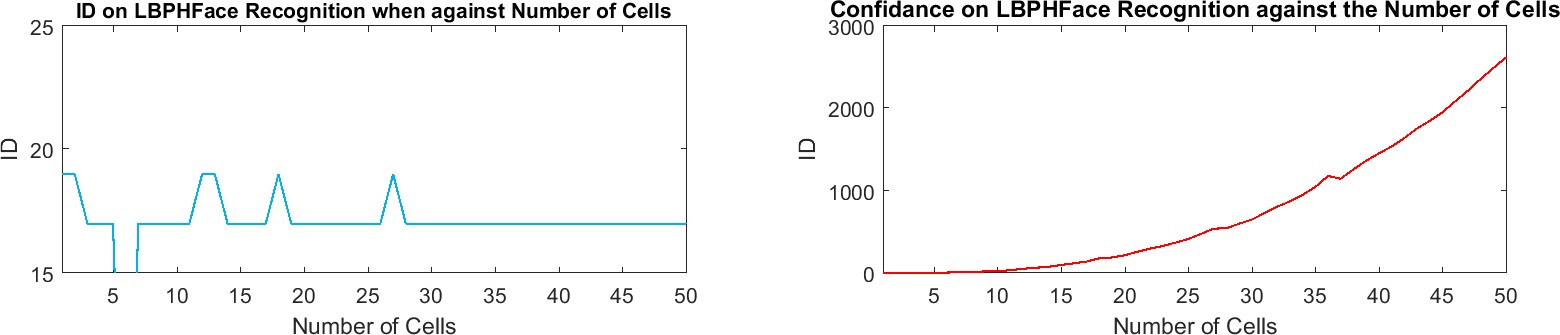 ID on LBPHFace Recognition when against Number of Cells
25
20
15
ID
5 10 15 20 25 30 35 40 45 50
Number of Cells
Confidance on LBPHFace Recognition against the Number of Cells
3000
2000
1000
0
ID
5 10 15 20 25 30 35 40 45 50
Number of Cells